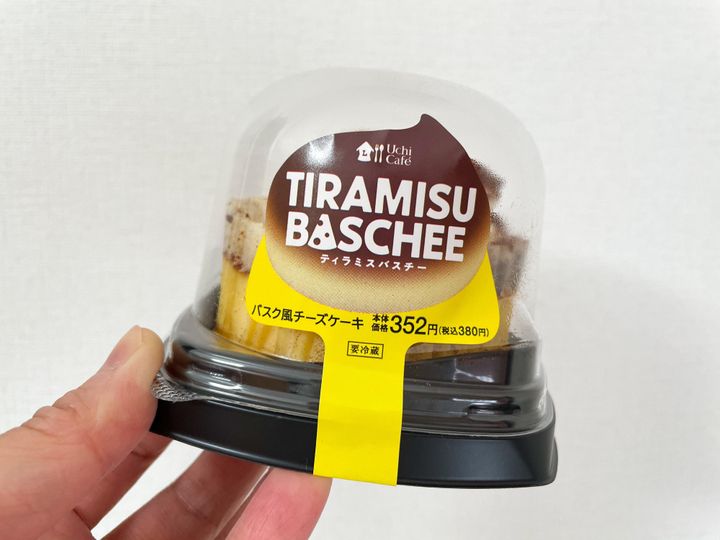 Uchi
Café
TIRAMISU
BASCHEE
ティラミスバスチー
バスク風チーズケーキ 本体価格352円(税込380円)
要冷蔵